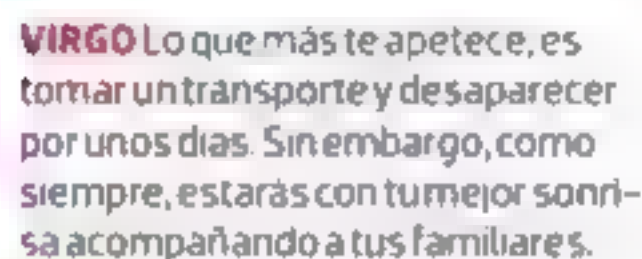 VIRGO Lo que más te apetece, es
tomar un transporte y desaparecer
por unos días. Sin embargo, como
siempre, estarás con tu mejor sonri-
sa acompañando a tus familiares.